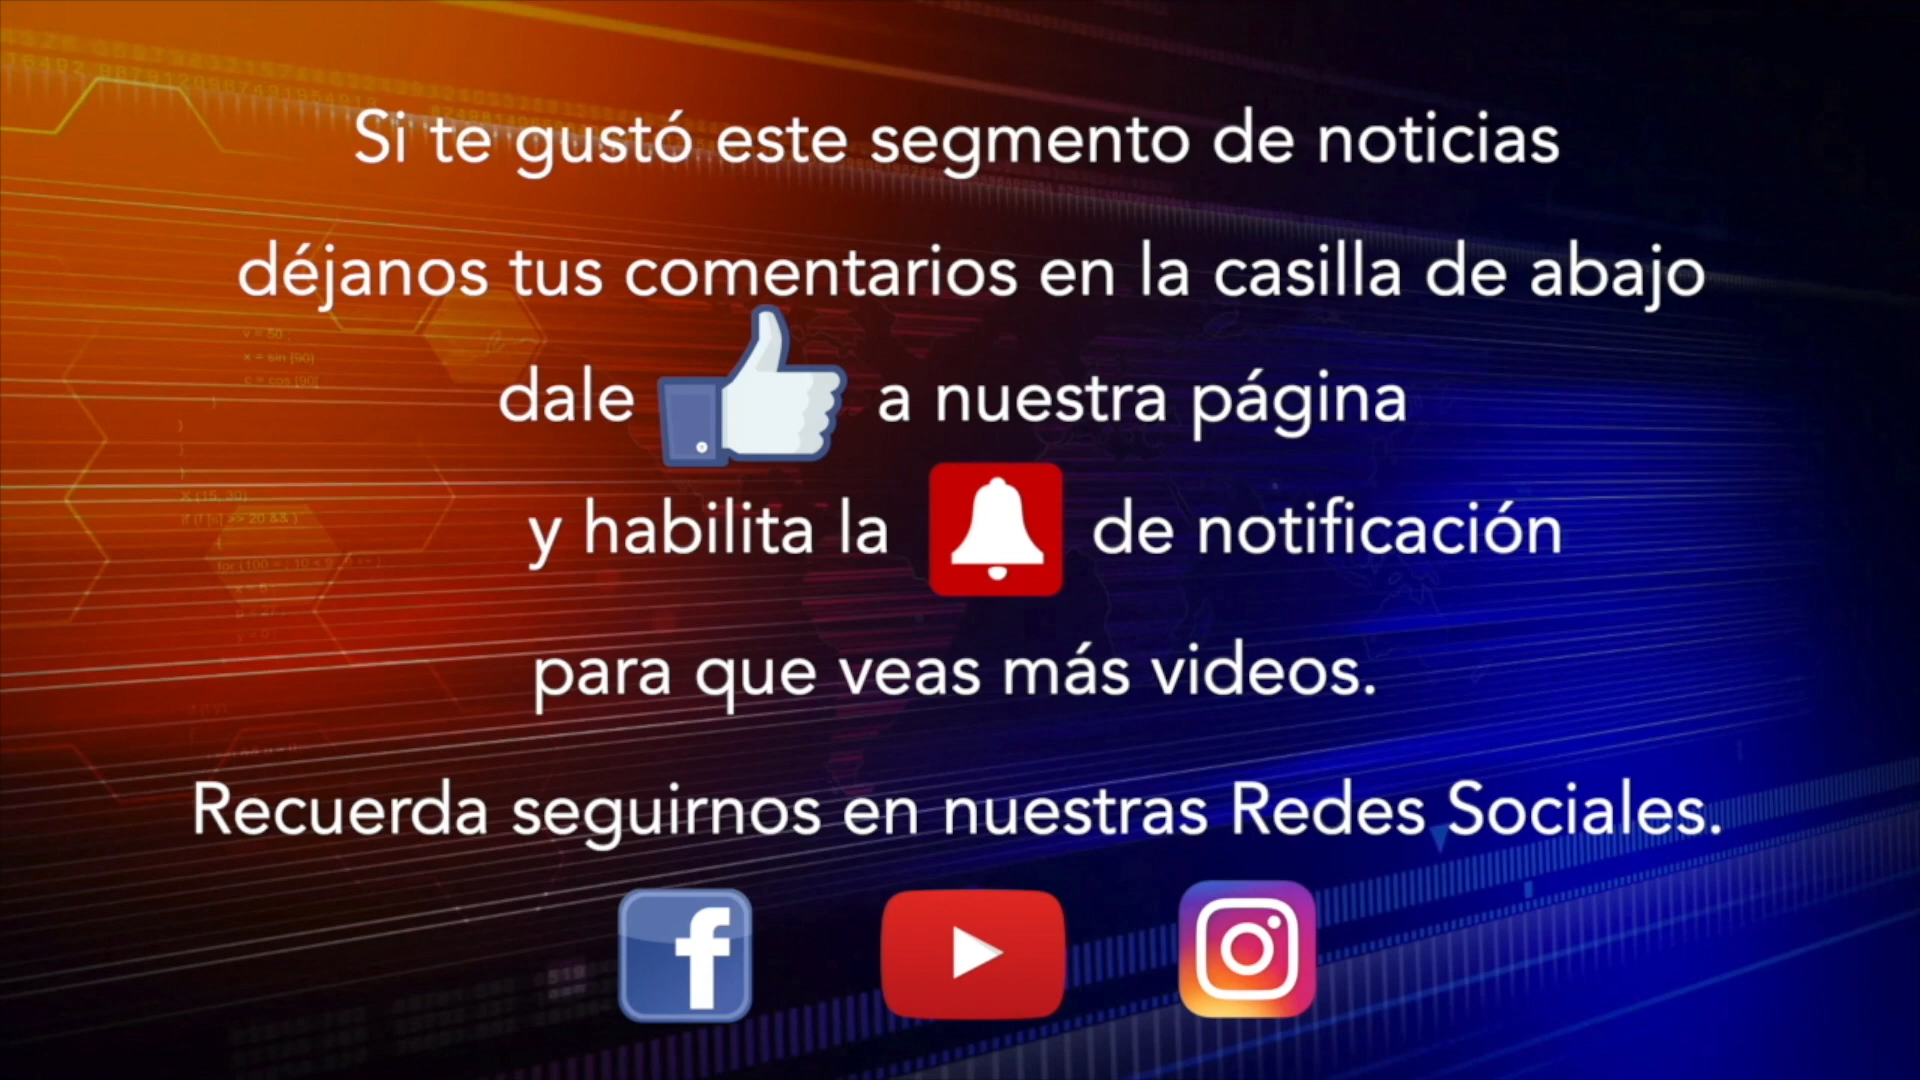 Si te gustó este segmento de noticias
déjanos tus comentarios en la casilla de abajo
dale a nuestra página
y habilita la de notificación
para que veas más videos.
Recuerda seguirnos en nuestras Redes Sociales.